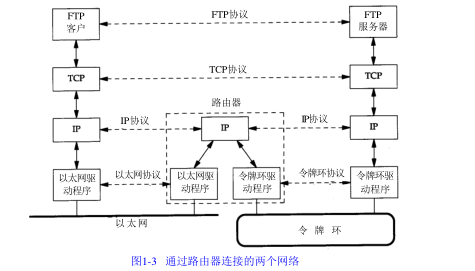 FTP
客户
FTP协议
FTP
服务器
TCP
TCP协议
TCP
路由器
IP
IP协议
IP
IP协议
IP
以太网驱
动程序
以太网协议
以太网驱
动程序
令牌环驱
动程序
令牌环协议
令牌环驱
动程序
以太网
令牌环
图1-3 通过路由器连接的两个网络